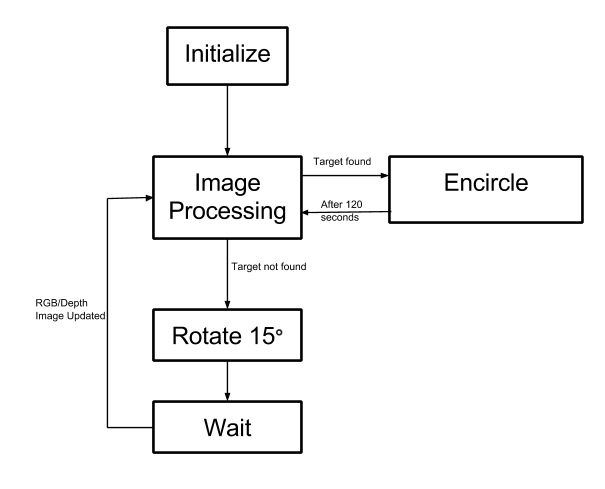 Initialize
Image
Processing
Target found
Encircle
After 120
seconds
Target not found
RGB/Depth
Image Updated
Rotate 15°
Wait